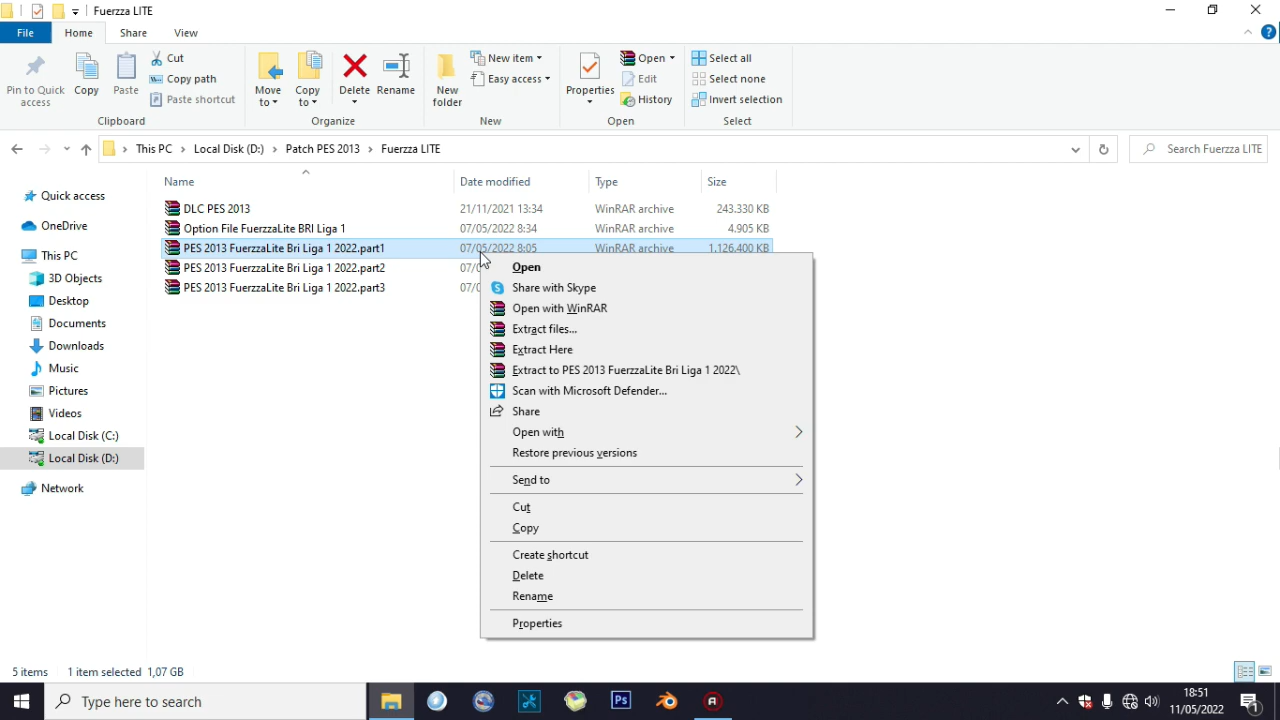 Fuerzza LITE
File
Home
Share
View
Pin to Quick access
Copy
Paste
Cut
Copy path
Paste shortcut
Clipboard
Move to
Copy to
Delete
Rename
Organize
New folder
New item
Easy access
New
Properties
Open
Edit
History
Open
Select all
Select none
Invert selection
Select
This PC > Local Disk (D:) > Patch PES 2013 > Fuerzza LITE
Search Fuerzza LITE
Name Date modified Type Size
DLC PES 2013 21/11/2021 13:34 WinRAR archive 243.330 KB
Option File FuerzzaLite BRI Liga 1 07/05/2022 8:34 WinRAR archive 4.905 KB
PES 2013 FuerzzaLite Bri Liga 1 2022.part1 07/05/2022 8:05 WinRAR archive 1,126.400 KB
PES 2013 FuerzzaLite Bri Liga 1 2022.part2 07/0
PES 2013 FuerzzaLite Bri Liga 1 2022.part3 07/0
Quick access
OneDrive
This PC
3D Objects
Desktop
Documents
Downloads
Music
Pictures
Videos
Local Disk (C:)
Local Disk (D:)
Network
Open
Share with Skype
Open with WinRAR
Extract files...
Extract Here
Extract to PES 2013 FuerzzaLite Bri Liga 1 2022\
Scan with Microsoft Defender...
Share
Open with
Restore previous versions
Send to
Cut
Copy
Create shortcut
Delete
Rename
Properties
5 items 1 item selected 1,07 GB
Type here to search
Ps
18:51
11/05/2022
1